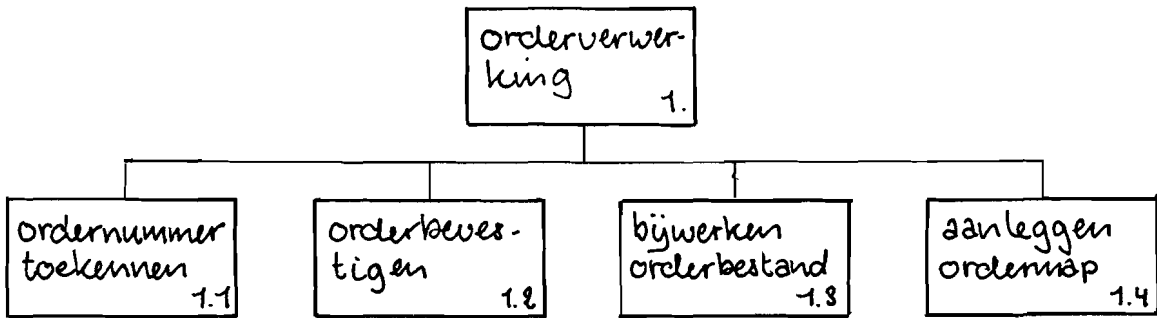 orderverwer-
king
1.
ordernummer
toekennen
1.1
orderbeves-
tigen
1.2
bijwerken
orderbestand
1.3
aanleggen
ordermap
1.4